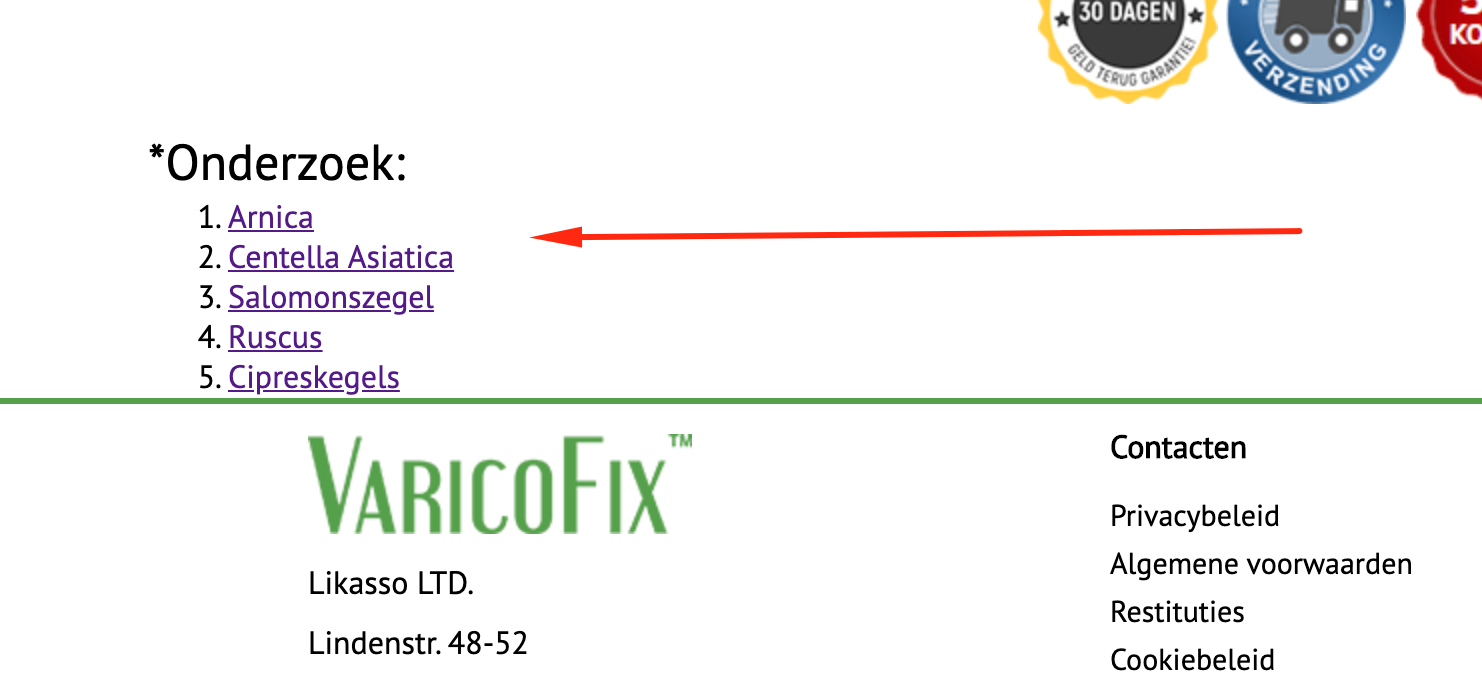 30 DAGEN
GELD TERUG GARANTIE!
VERZENDING
*Onderzoek:
1. Arnica
2. Centella Asiatica
3. Salomonszegel
4. Ruscus
5. Cipreskegels
VARICOFIX™
Likasso LTD.
Lindenstr. 48-52
Contacten
Privacybeleid
Algemene voorwaarden
Restituties
Cookiebeleid